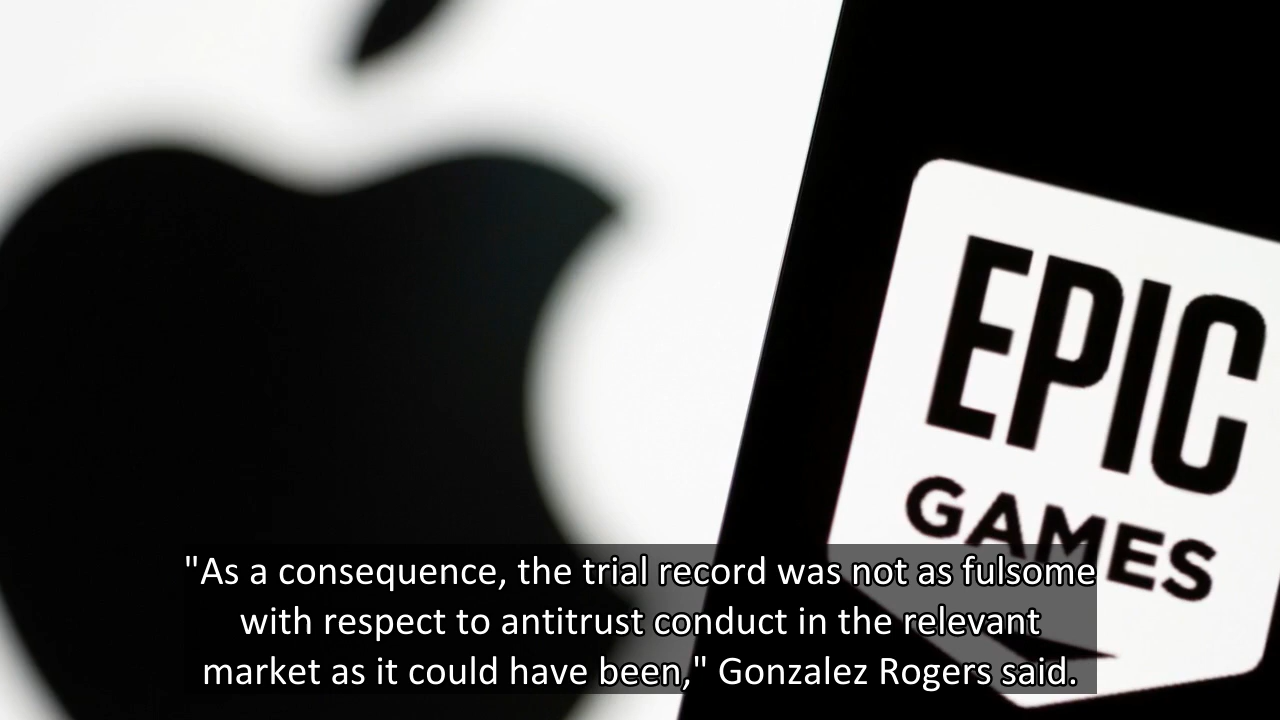 EPIC
GAMES
"As a consequence, the trial record was not as fulsome
with respect to antitrust conduct in the relevant
market as it could have been," Gonzalez Rogers said.